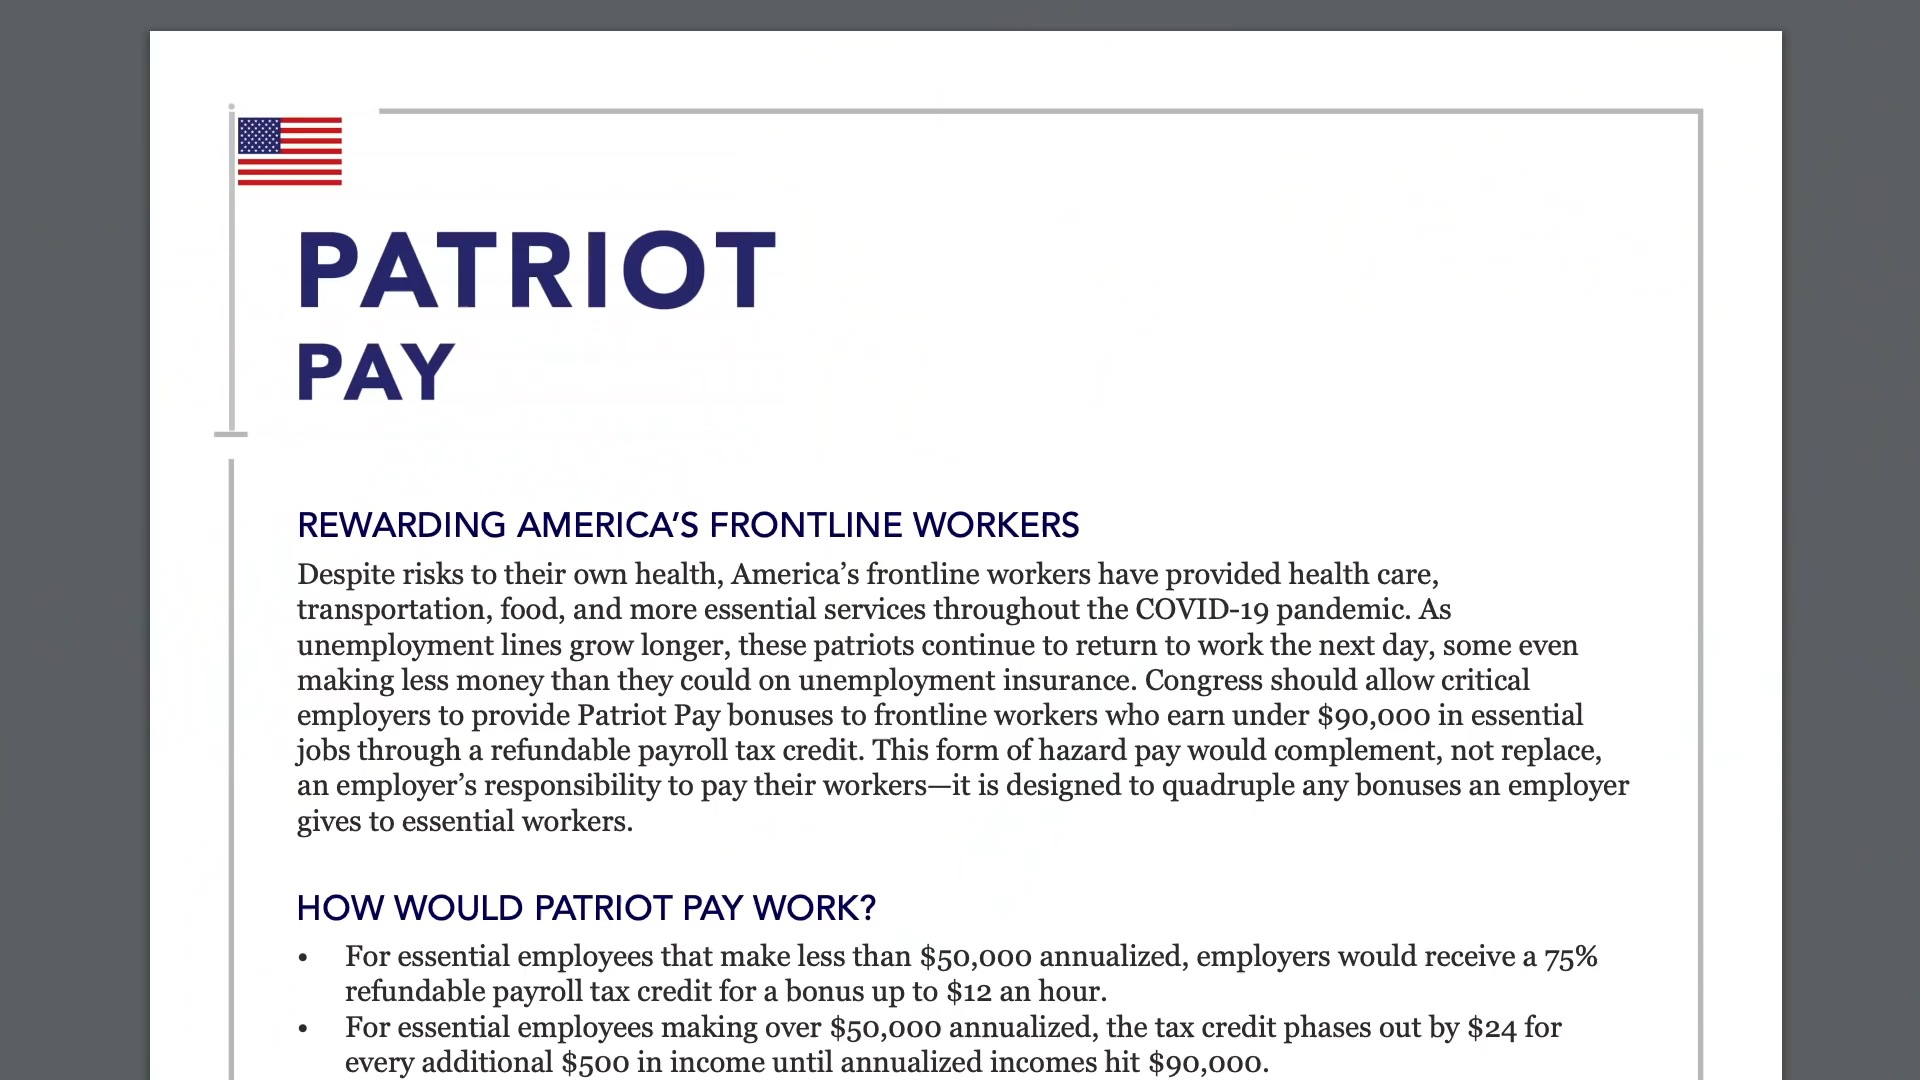 PATRIOT
PAY
REWARDING AMERICA’S FRONTLINE WORKERS
Despite risks to their own health, America’s frontline workers have provided health care,
transportation, food, and more essential services throughout the COVID-19 pandemic. As
unemployment lines grow longer, these patriots continue to return to work the next day, some even
making less money than they could on unemployment insurance. Congress should allow critical
employers to provide Patriot Pay bonuses to frontline workers who earn under $90,000 in essential
jobs through a refundable payroll tax credit. This form of hazard pay would complement, not replace,
an employer’s responsibility to pay their workers—it is designed to quadruple any bonuses an employer
gives to essential workers.
HOW WOULD PATRIOT PAY WORK?
• For essential employees that make less than $50,000 annualized, employers would receive a 75%
refundable payroll tax credit for a bonus up to $12 an hour.
• For essential employees making over $50,000 annualized, the tax credit phases out by $24 for
every additional $500 in income until annualized incomes hit $90,000.